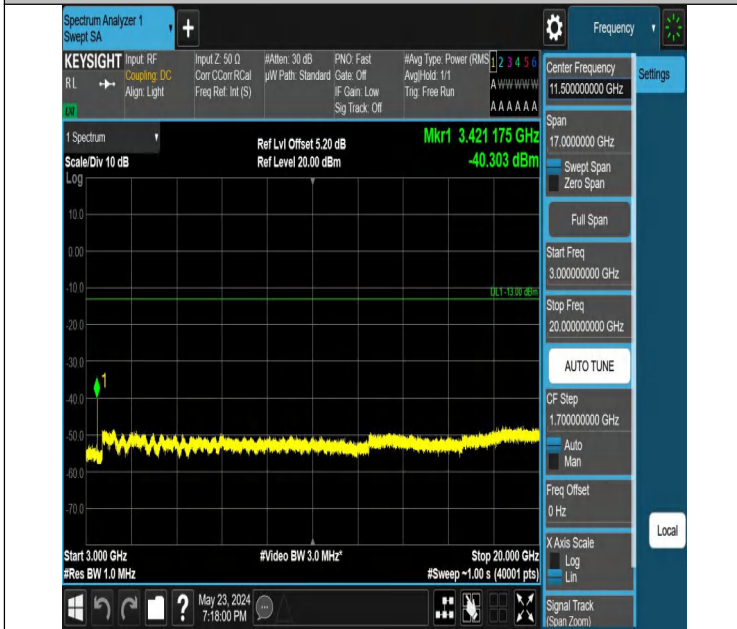 Spectrum Analyzer 1
Swept SA
+
Frequency
KEYSIGHT
RL
Input: RF
Coupling: DC
Align: Light
Input Z: 50 Ω
Corr CCorr RCal
Freq Ref: Int (S)
#Atten: 30 dB
µW Path: Standard
PNO: Fast
Gate: Off
IF Gain: Low
Sig Track: Off
#Avg Type: Power (RMS
Avg|Hold: 1/1
Trig: Free Run
1 2 3 4 5 6
A W W W W W
A A A A A A
1 Spectrum
Scale/Div 10 dB
Log
Ref Lvl Offset 5.20 dB
Ref Level 20.00 dBm
Mkr1 3.421 175 GHz
-40.303 dBm
10.0
0.00
-10.0
DL1 -13.00 dBm
-20.0
-30.0
1
-40.0
-50.0
-60.0
-70.0
Start 3.000 GHz
#Res BW 1.0 MHz
#Video BW 3.0 MHz*
Stop 20.000 GHz
#Sweep ~1.00 s (40001 pts)
?
May 23, 2024
7:18:00 PM
Center Frequency
11.500000000 GHz
Settings
Span
17.0000000 GHz
Swept Span
Zero Span
Full Span
Start Freq
3.000000000 GHz
Stop Freq
20.000000000 GHz
AUTO TUNE
CF Step
1.700000000 GHz
Auto
Man
Freq Offset
0 Hz
X Axis Scale
Log
Lin
Local
Signal Track
(Span Zoom)